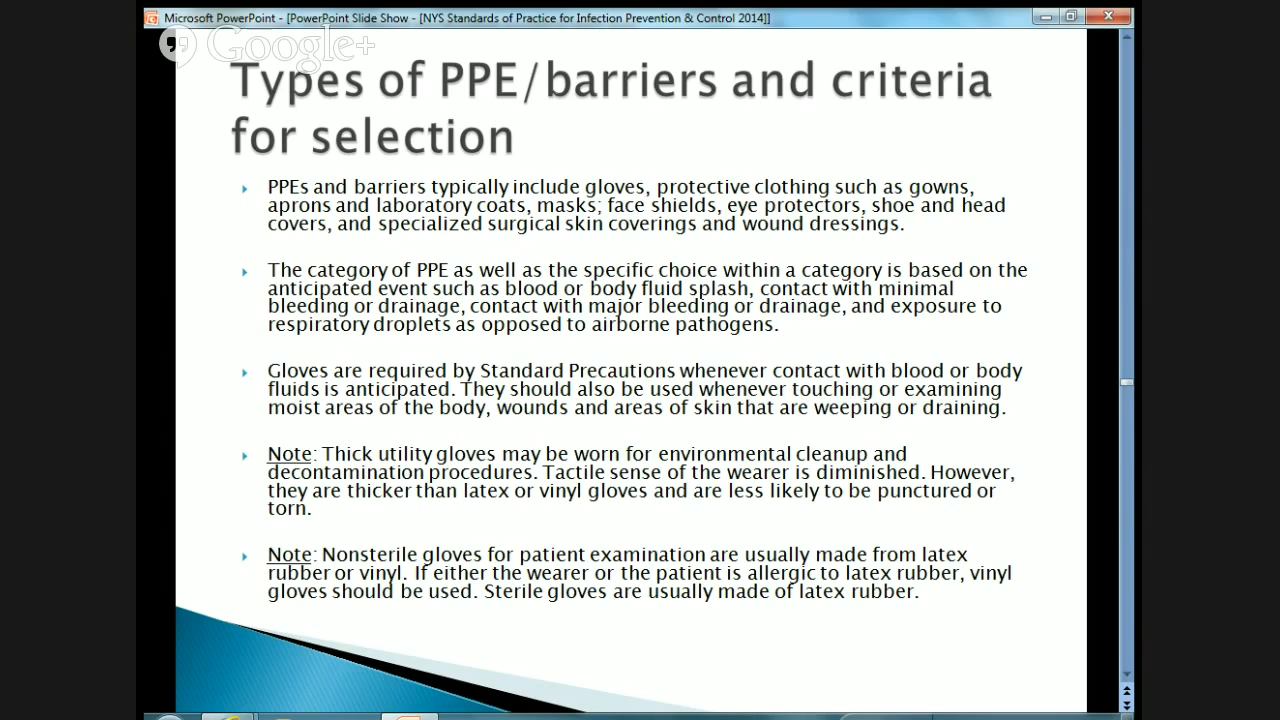 Microsoft PowerPoint - [PowerPoint Slide Show - [NYS Standards of Practice for Infection Prevention & Control 2014]]
Google+
Types of PPE/barriers and criteria
for selection
PPEs and barriers typically include gloves, protective clothing such as gowns,
aprons and laboratory coats, masks; face shields, eye protectors, shoe and head
covers, and specialized surgical skin coverings and wound dressings.
The category of PPE as well as the specific choice within a category is based on the
anticipated event such as blood or body fluid splash, contact with minimal
bleeding or drainage, contact with major bleeding or drainage, and exposure to
respiratory droplets as opposed to airborne pathogens.
Gloves are required by Standard Precautions whenever contact with blood or body
fluids is anticipated. They should also be used whenever touching or examining
moist areas of the body, wounds and areas of skin that are weeping or draining.
Note: Thick utility gloves may be worn for environmental cleanup and
decontamination procedures. Tactile sense of the wearer is diminished. However,
they are thicker than latex or vinyl gloves and are less likely to be punctured or
torn.
Note: Nonsterile gloves for patient examination are usually made from latex
rubber or vinyl. If either the wearer or the patient is allergic to latex rubber, vinyl
gloves should be used. Sterile gloves are usually made of latex rubber.